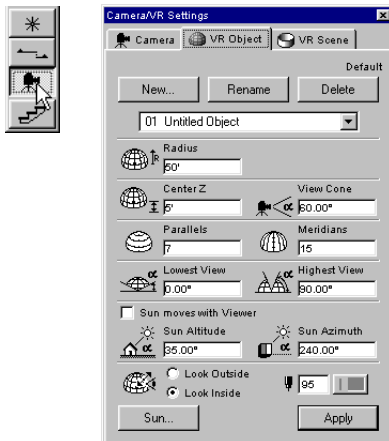 Camera/VR Settings
Camera VR Object VR Scene
Default
New... Rename Delete
01 Untitled Object
Radius
R 50'
Center Z View Cone
5' α 60.00°
Parallels Meridians
7 15
Lowest View Highest View
α 0.00° α 90.00°
Sun moves with Viewer
Sun Altitude Sun Azimuth
α 35.00° α 240.00°
Look Outside
Look Inside 95
Sun... Apply